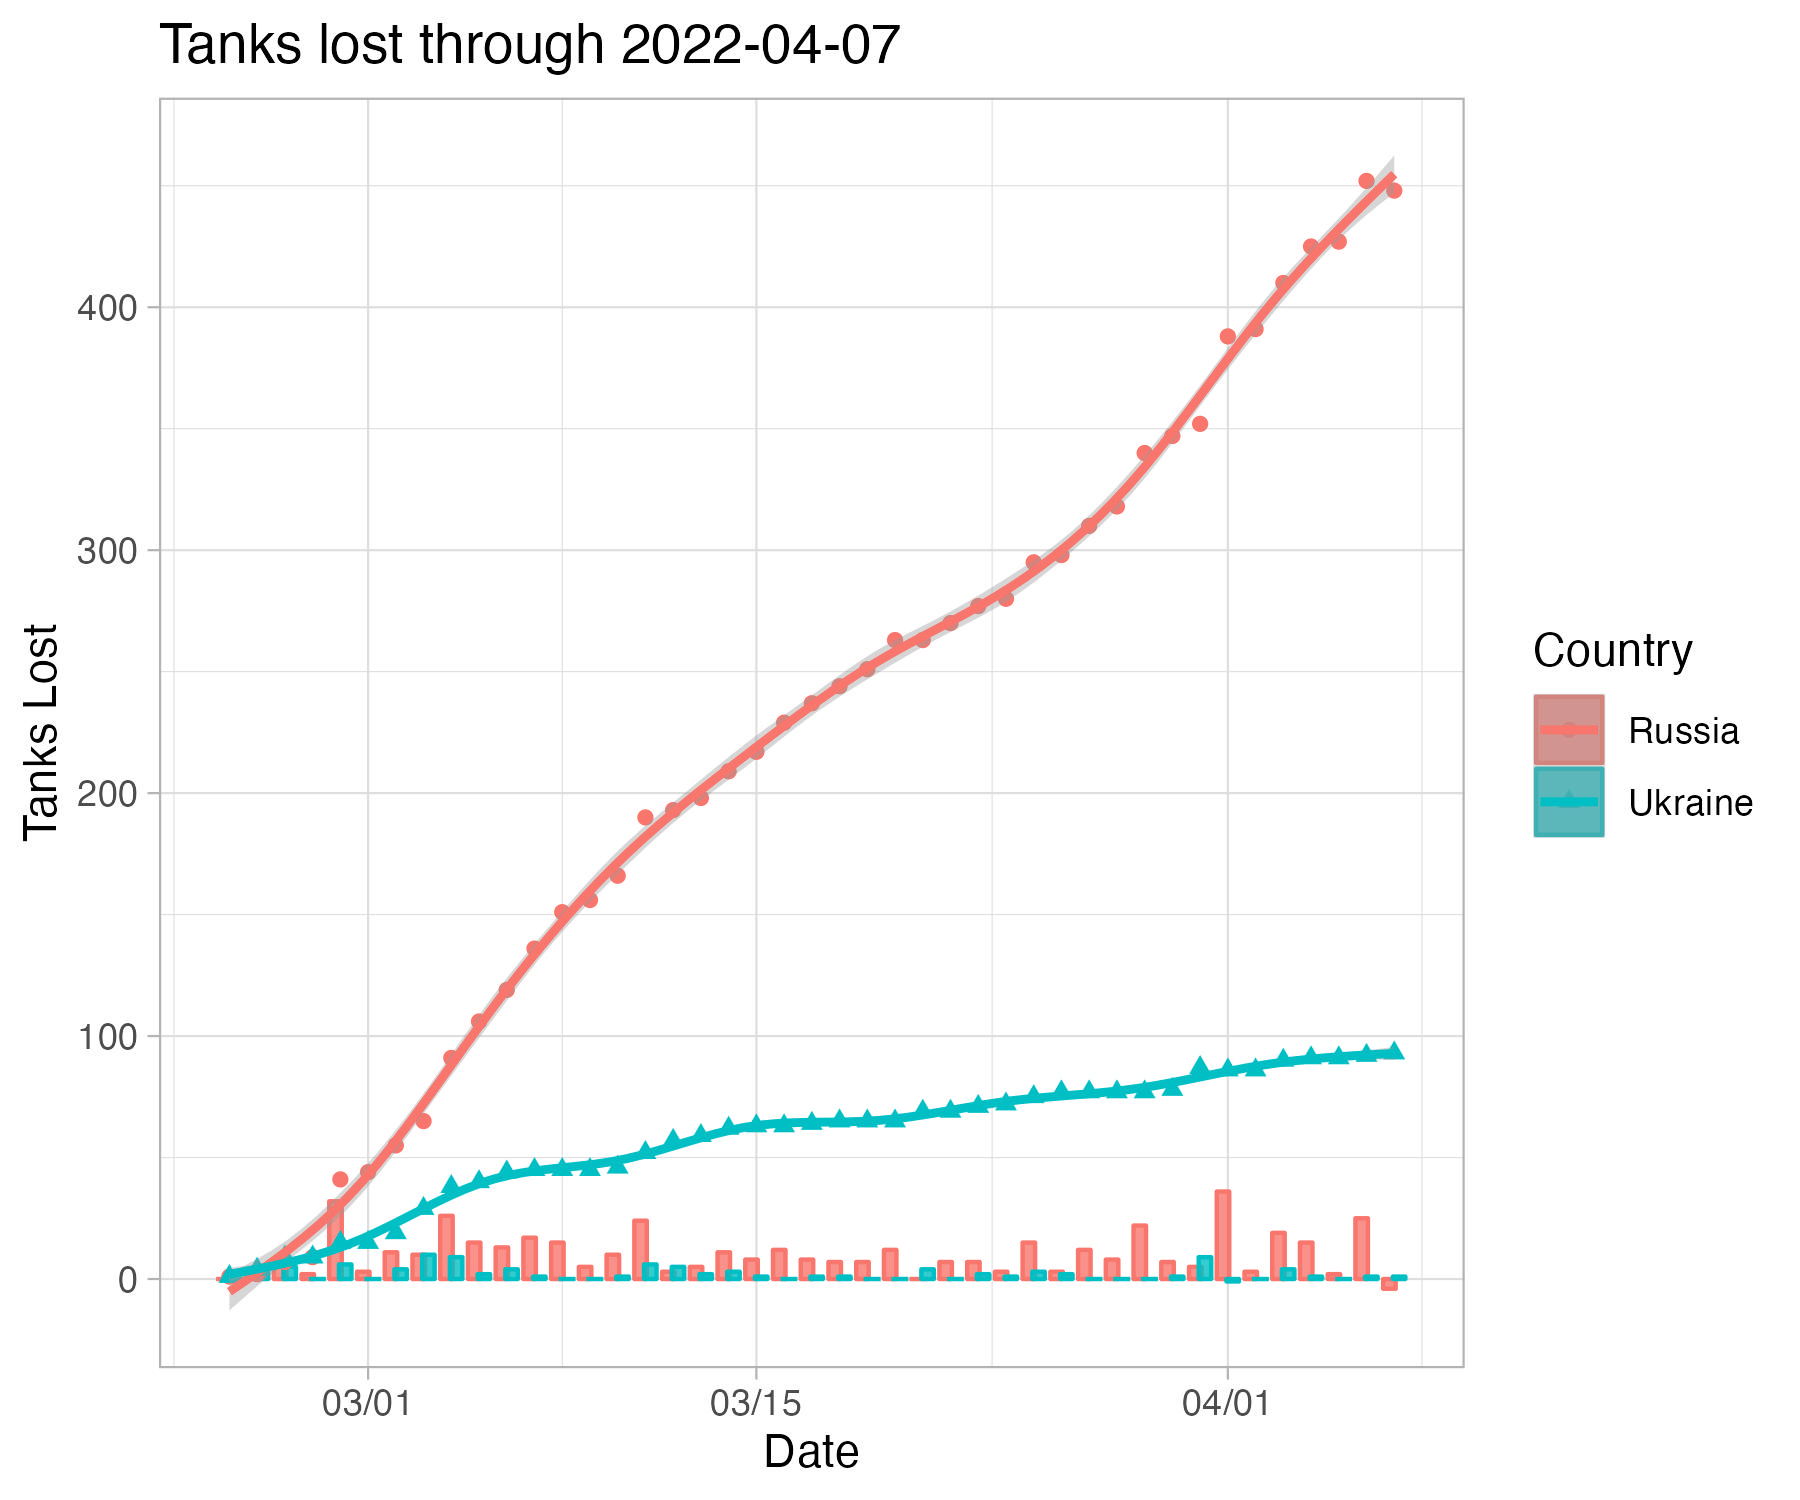 Tanks lost through 2022-04-07
Tanks Lost
400
300
200
100
0
03/01
03/15
04/01
Date
Country
Russia
Ukraine